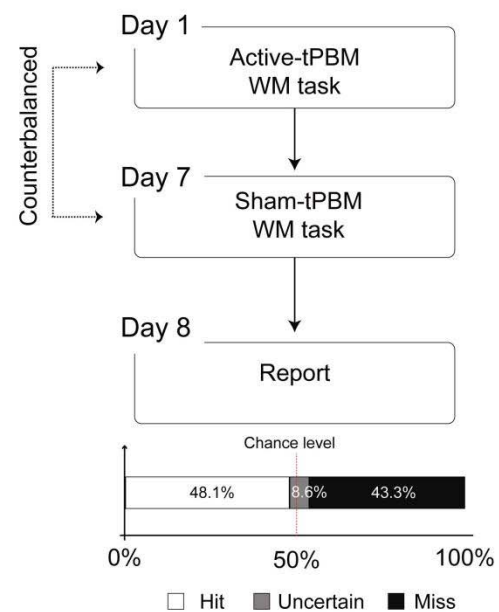 Day 1
Active-tPBM
WM task
Counterbalanced
Day 7
Sham-tPBM
WM task
Day 8
Report
Chance level
48.1%
8.6%
43.3%
0%
50%
100%
Hit
Uncertain
Miss